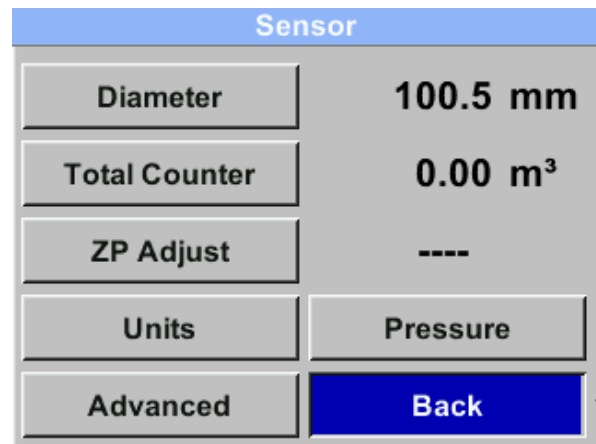 Sensor
Diameter 100.5 mm
Total Counter 0.00 m³
ZP Adjust ----
Units Pressure
Advanced Back